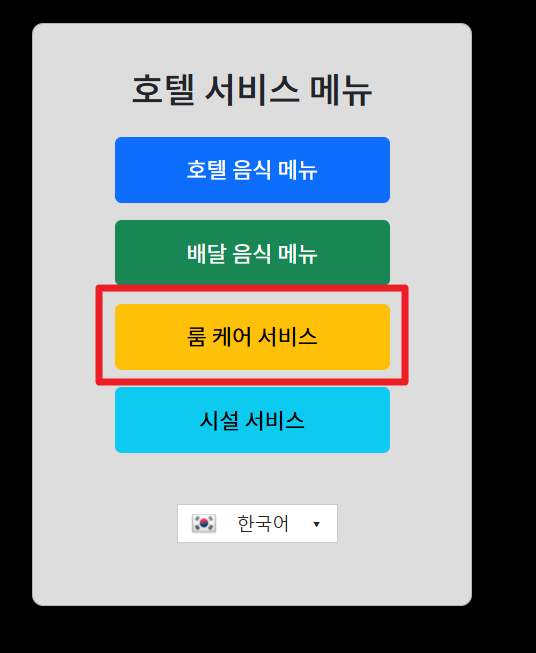 호텔 서비스 메뉴
호텔 음식 메뉴
배달 음식 메뉴
룸 케어 서비스
시설 서비스
한국어